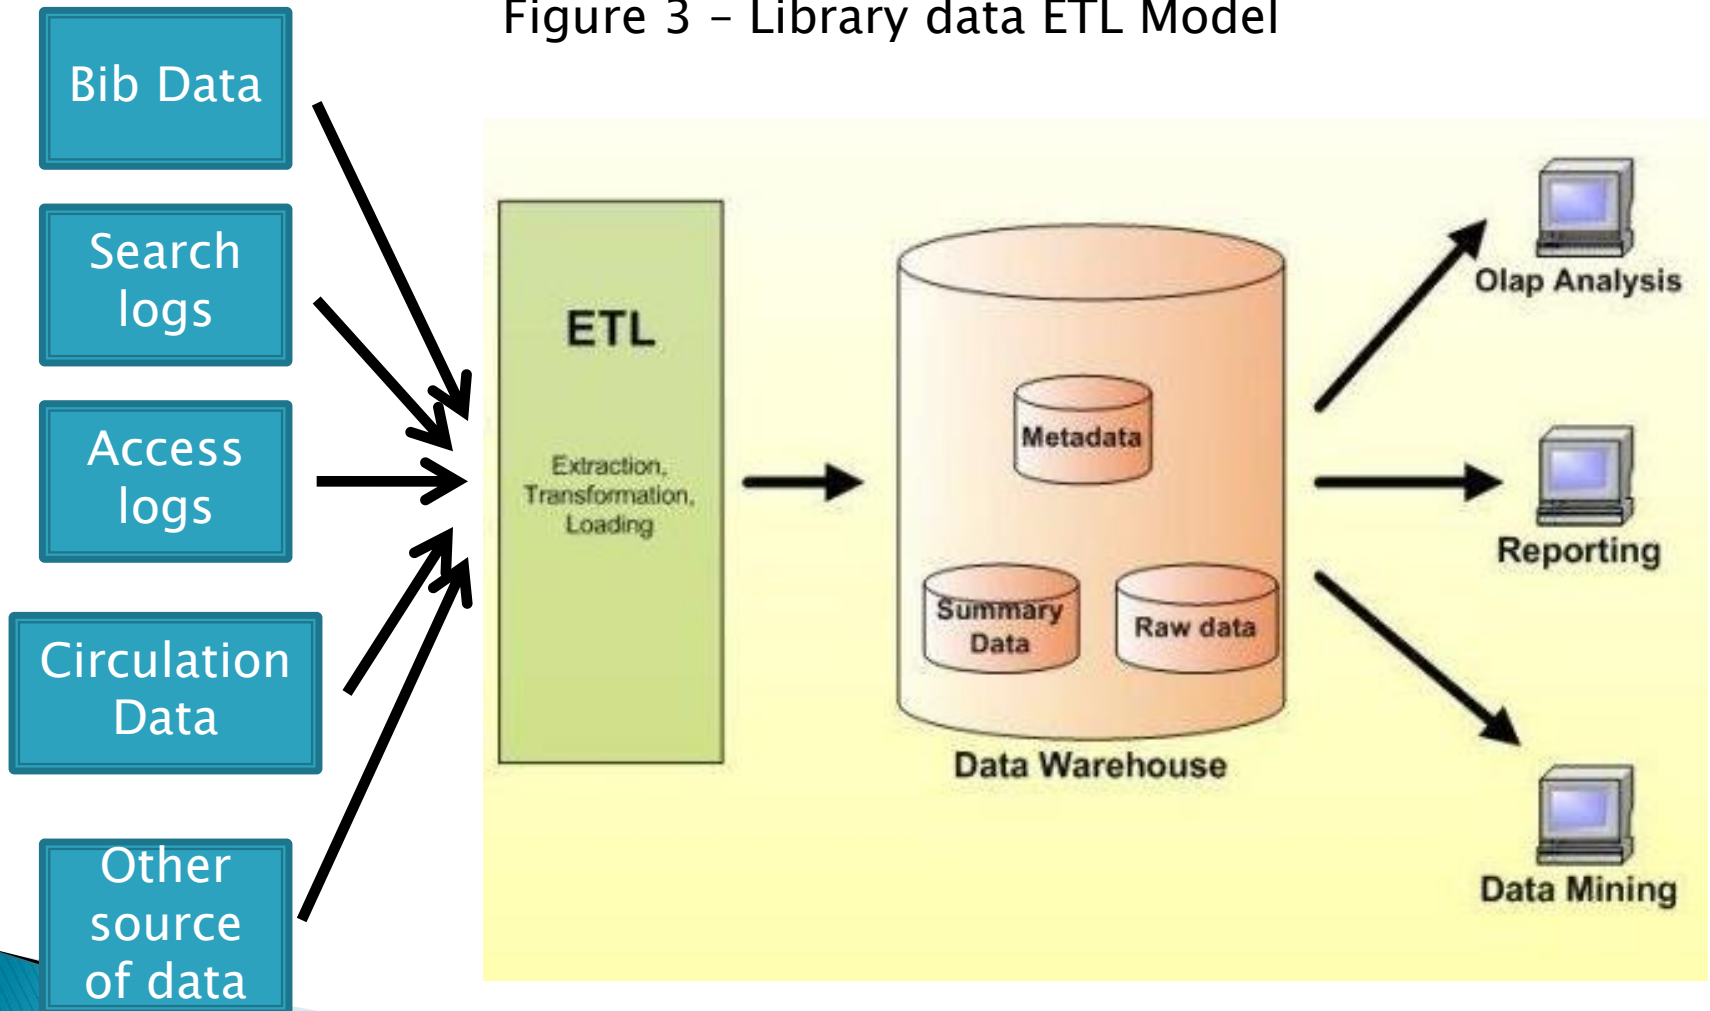 Figure 3 – Library data ETL Model
Bib Data
Search
logs
Access
logs
Circulation
Data
Other
source
of data
ETL
Extraction,
Transformation,
Loading
Metadata
Summary
Data
Raw data
Data Warehouse
Olap Analysis
Reporting
Data Mining